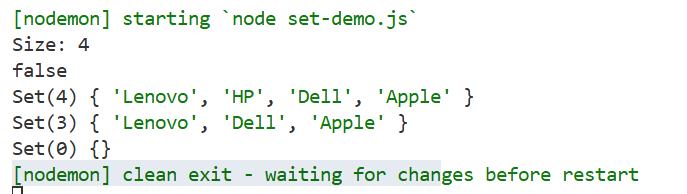 [nodemon] starting `node set-demo.js`
Size: 4
false
Set(4) { 'Lenovo', 'HP', 'Dell', 'Apple' }
Set(3) { 'Lenovo', 'Dell', 'Apple' }
Set(0) {}
[nodemon] clean exit - waiting for changes before restart